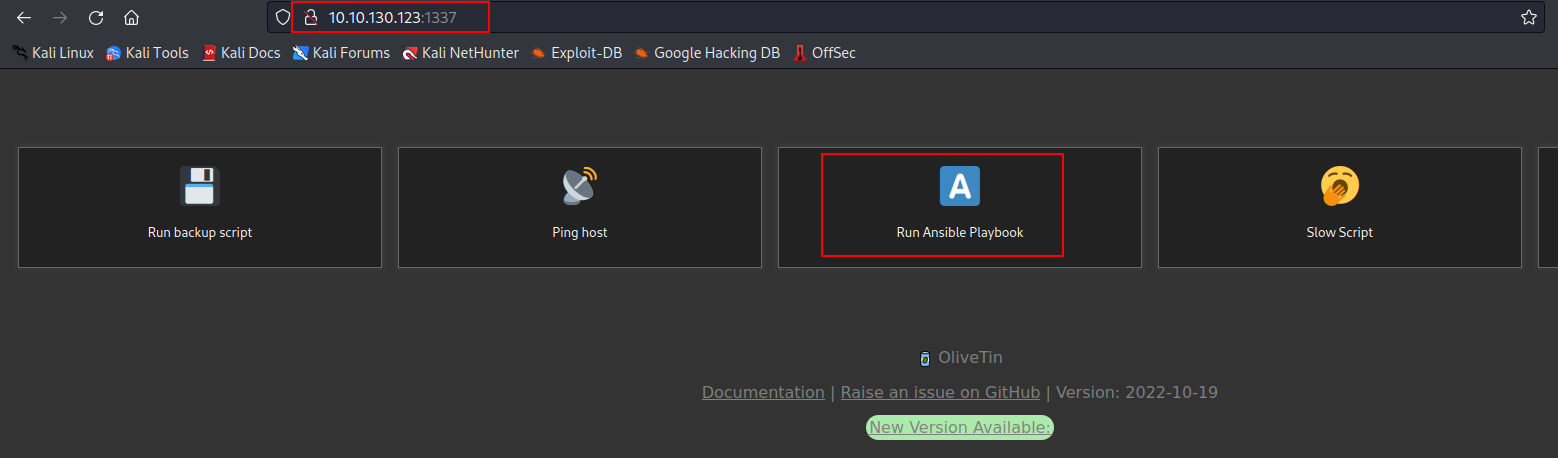 10.10.130.123:1337
Kali Linux Kali Tools Kali Docs Kali Forums Kali NetHunter Exploit-DB Google Hacking DB OffSec
Run backup script Ping host Run Ansible Playbook Slow Script
OliveTin
Documentation | Raise an issue on GitHub | Version: 2022-10-19
New Version Available: